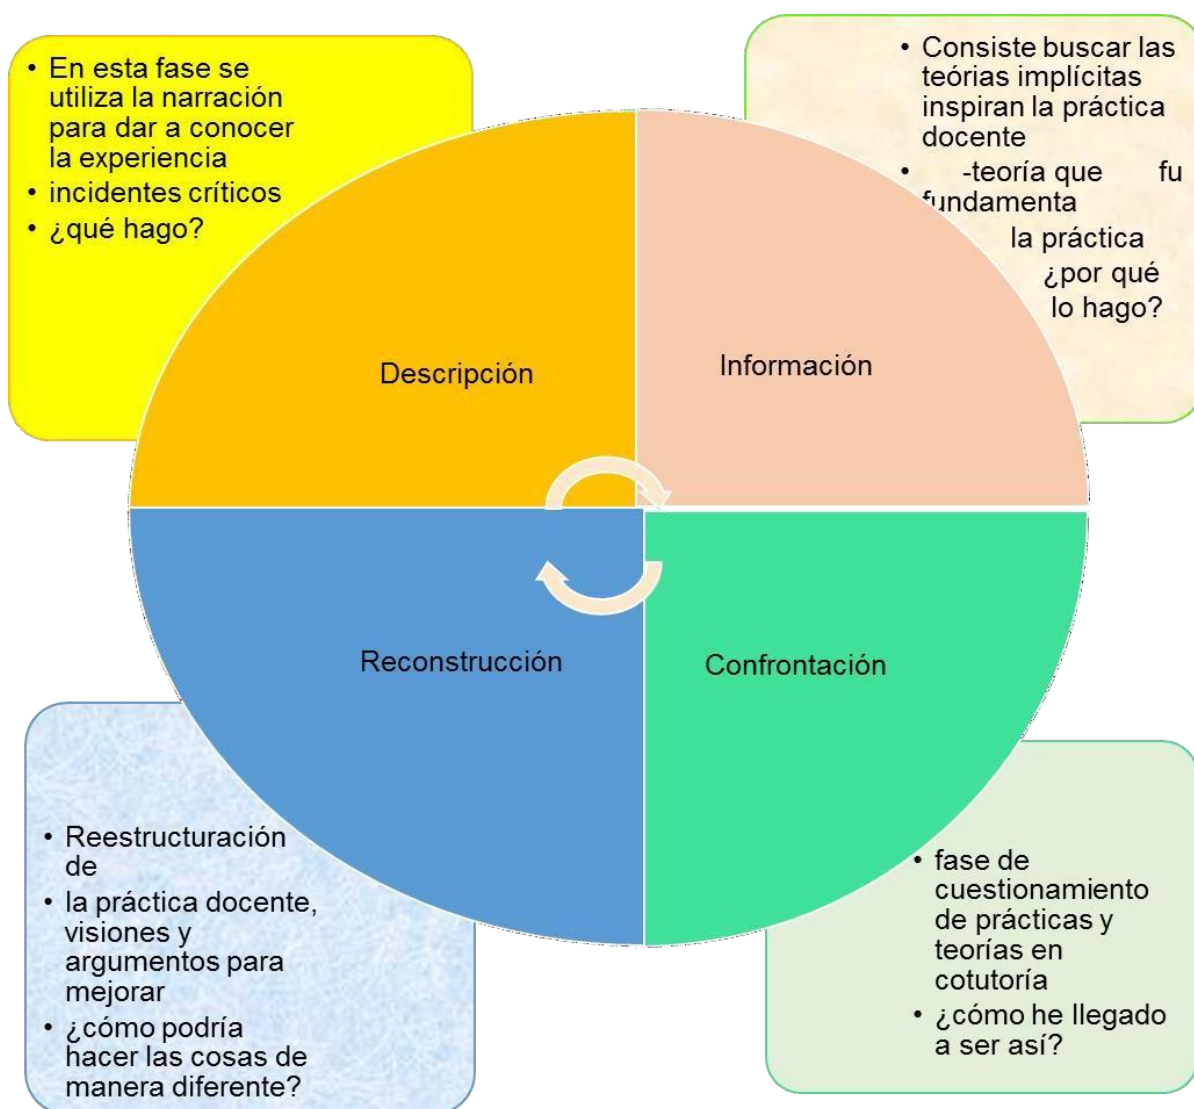 • En esta fase se
utiliza la narración
para dar a conocer
la experiencia
• incidentes críticos
• ¿qué hago?
• Consiste buscar las
teórias implícitas
inspiran la práctica
docente
• -teoría que fu
fundamenta
la práctica
¿por qué
lo hago?
Descripción
Información
Reconstrucción
Confrontación
• Reestructuración
de
• la práctica docente,
visiones y
argumentos para
mejorar
• ¿cómo podría
hacer las cosas de
manera diferente?
• fase de
cuestionamiento
de prácticas y
teorías en
cotutoría
• ¿cómo he llegado
a ser así?